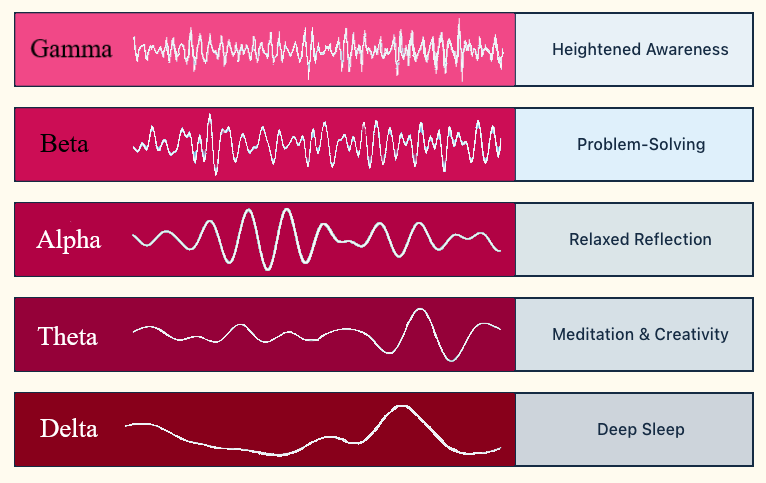 Gamma
Heightened Awareness
Beta
Problem-Solving
Alpha
Relaxed Reflection
Theta
Meditation & Creativity
Delta
Deep Sleep